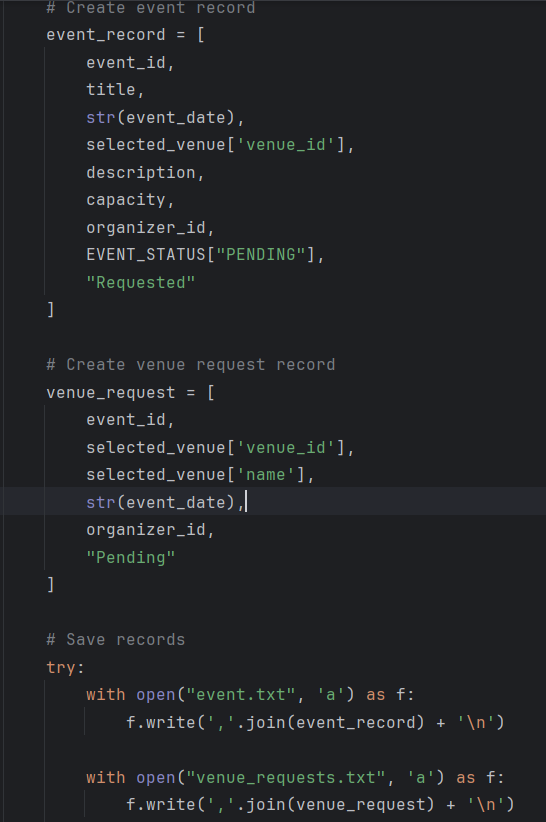 # Create event record
event_record = [
event_id,
title,
str(event_date),
selected_venue['venue_id'],
description,
capacity,
organizer_id,
EVENT_STATUS["PENDING"],
"Requested"
]
# Create venue request record
venue_request = [
event_id,
selected_venue['venue_id'],
selected_venue['name'],
str(event_date),
organizer_id,
"Pending"
]
# Save records
try:
with open("event.txt", 'a') as f:
f.write(','.join(event_record) + '\n')
with open("venue_requests.txt", 'a') as f:
f.write(','.join(venue_request) + '\n')